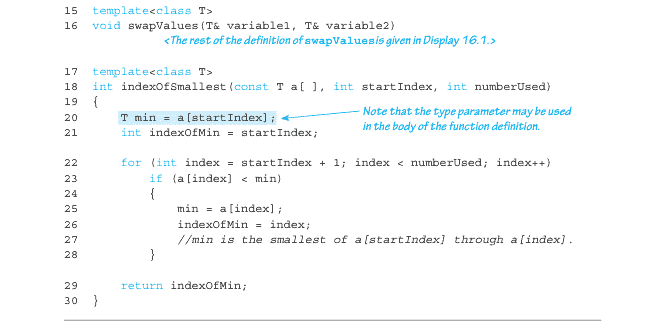 15 template<class T>
16 void swapValues(T& variable1, T& variable2)
<The rest of the definition of swapValues is given in Display 16.1.>
17 template<class T>
18 int indexOfSmallest(const T a[ ], int startIndex, int numberUsed)
19 {
20 T min = a[startIndex];
Note that the type parameter may be used
in the body of the function definition.
21 int indexOfMin = startIndex;
22 for (int index = startIndex + 1; index < numberUsed; index++)
23 if (a[index] < min)
24 {
25 min = a[index];
26 indexOfMin = index;
27 //min is the smallest of a[startIndex] through a[index].
28 }
29 return indexOfMin;
30 }